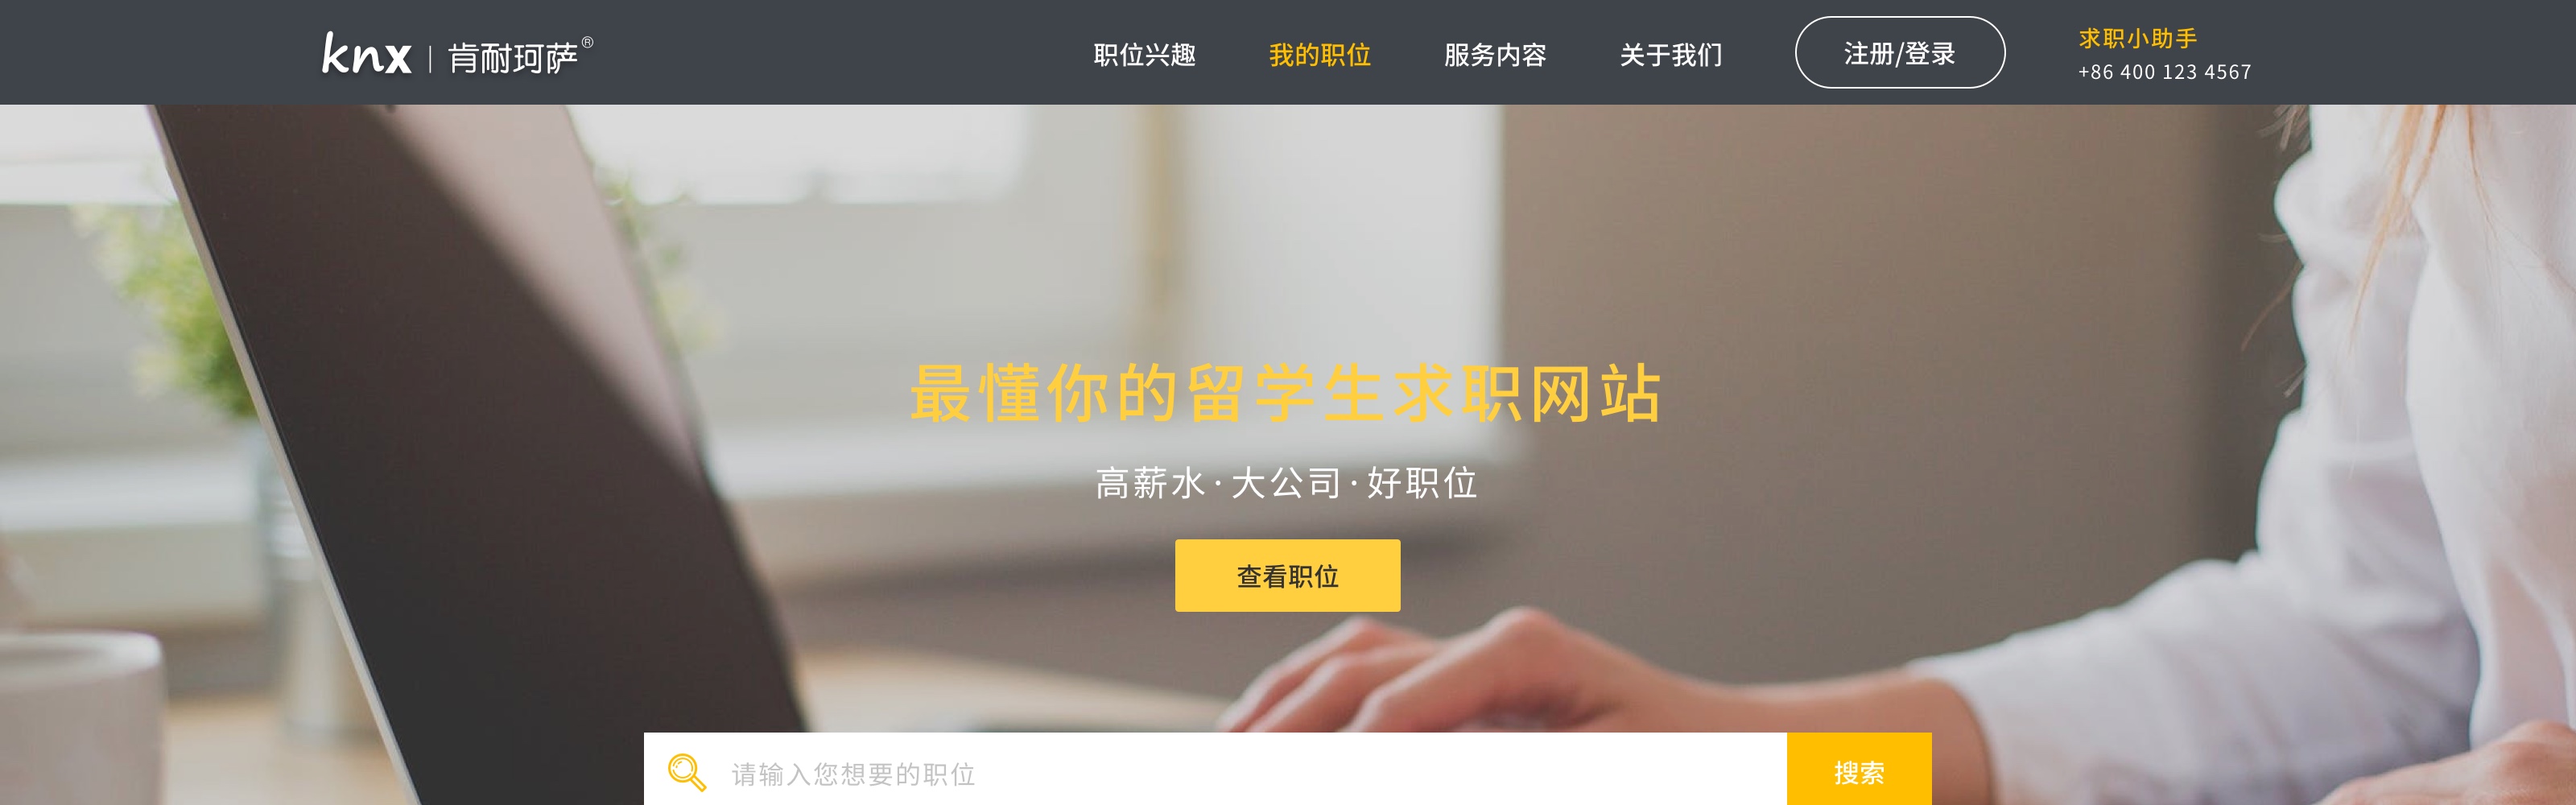 knx | 肯耐珂萨®
职位兴趣 我的职位 服务内容 关于我们 注册/登录 求职小助手
+86 400 123 4567
最懂你的留学生求职网站
高薪水·大公司·好职位
查看职位
请输入您想要的职位 搜索